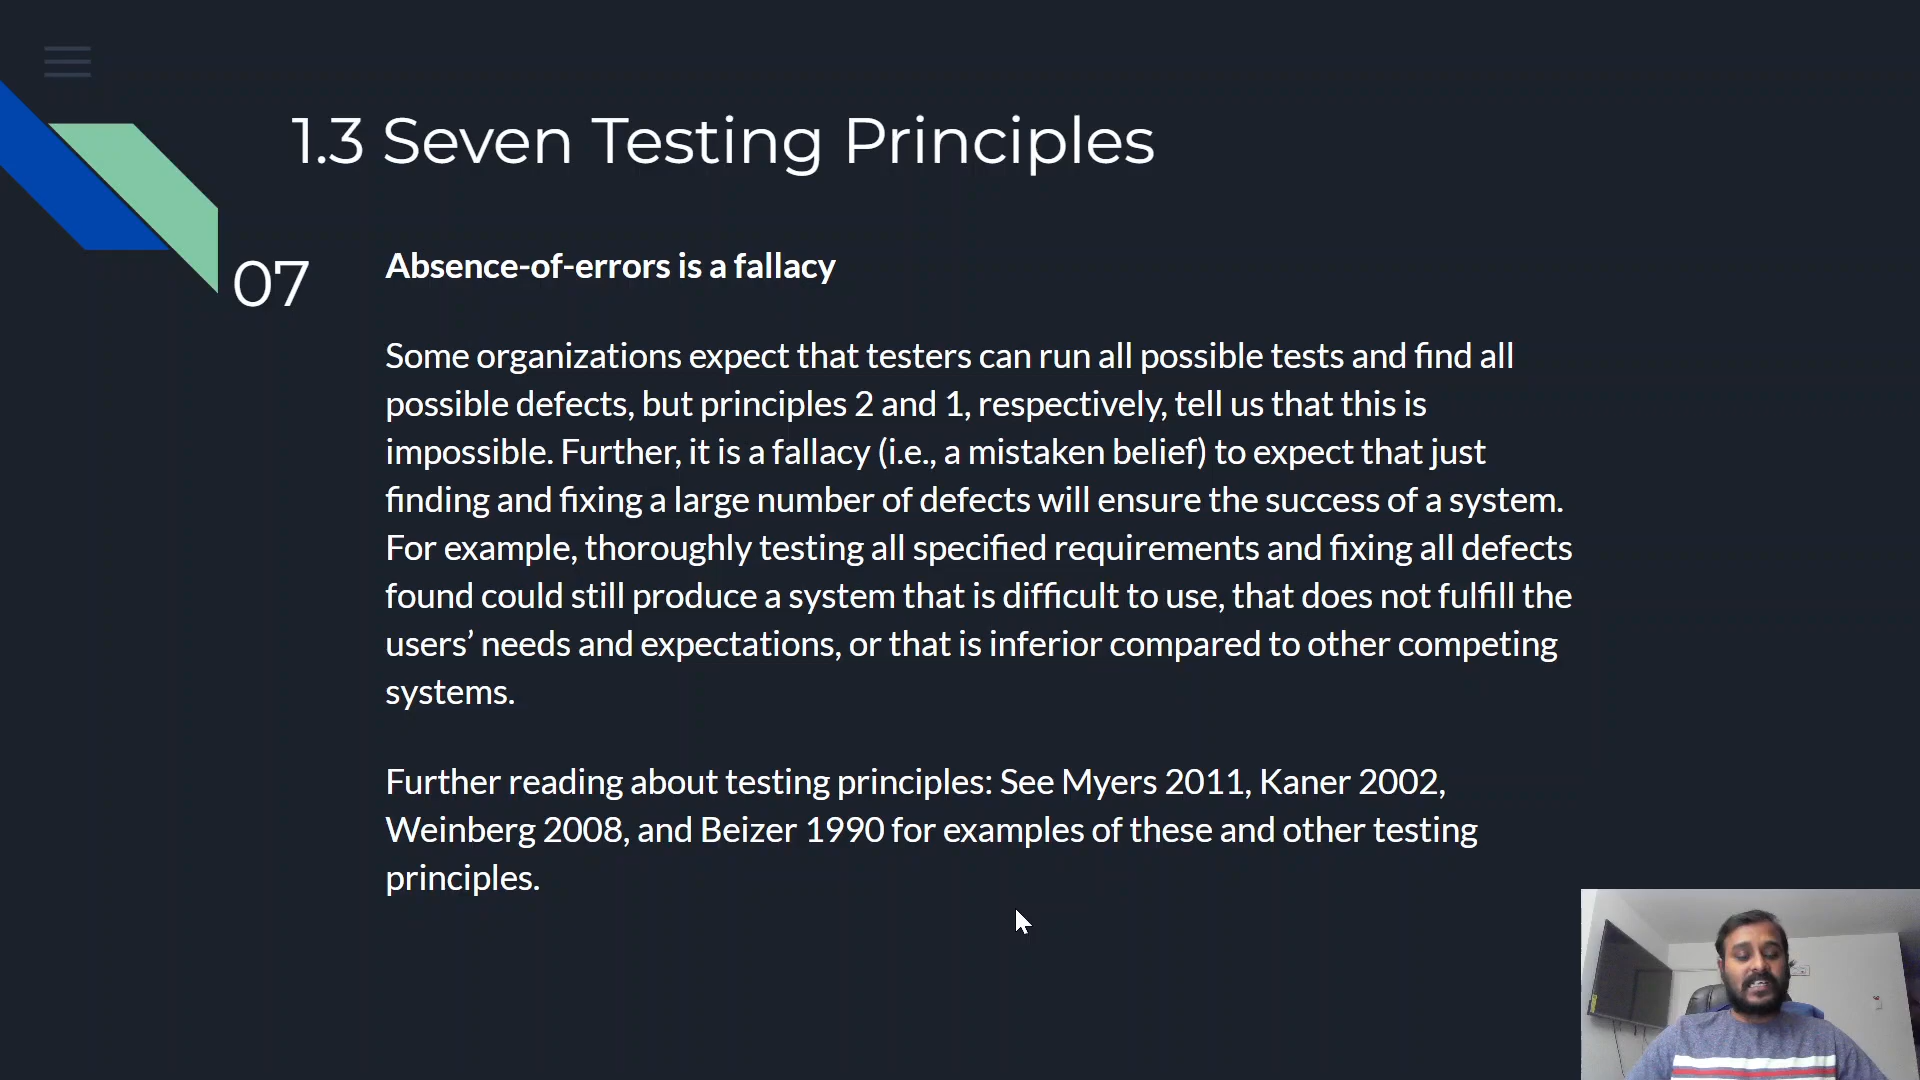 1.3 Seven Testing Principles
07
Absence-of-errors is a fallacy
Some organizations expect that testers can run all possible tests and find all
possible defects, but principles 2 and 1, respectively, tell us that this is
impossible. Further, it is a fallacy (i.e., a mistaken belief) to expect that just
finding and fixing a large number of defects will ensure the success of a system.
For example, thoroughly testing all specified requirements and fixing all defects
found could still produce a system that is difficult to use, that does not fulfill the
users’ needs and expectations, or that is inferior compared to other competing
systems.
Further reading about testing principles: See Myers 2011, Kaner 2002,
Weinberg 2008, and Beizer 1990 for examples of these and other testing
principles.